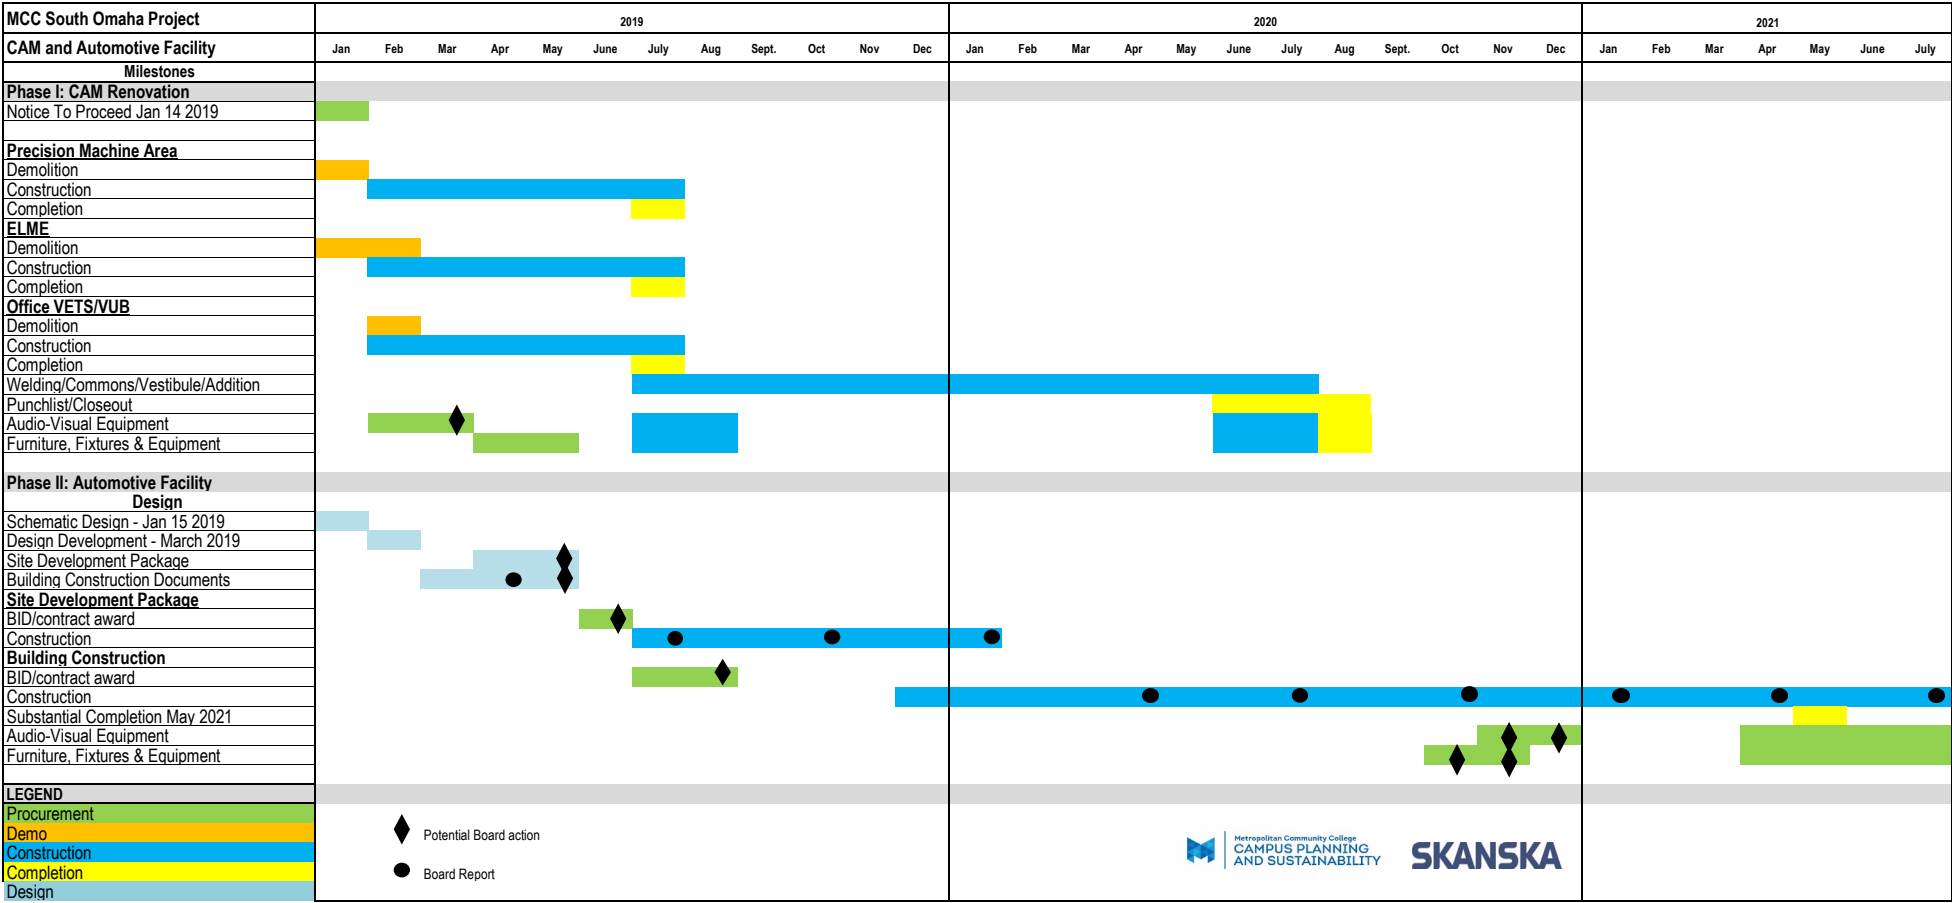 MCC South Omaha Project 2019 2020 2021
CAM and Automotive Facility Jan Feb Mar Apr May June July Aug Sept. Oct Nov Dec Jan Feb Mar Apr May June July Aug Sept. Oct Nov Dec Jan Feb Mar Apr May June July
Milestones
Phase I: CAM Renovation
Notice To Proceed Jan 14 2019
Precision Machine Area
Demolition
Construction
Completion
ELME
Demolition
Construction
Completion
Office VETS/VUB
Demolition
Construction
Completion
Welding/Commons/Vestibule/Addition
Punchlist/Closeout
Audio-Visual Equipment
Furniture, Fixtures & Equipment
Phase II: Automotive Facility
Design
Schematic Design - Jan 15 2019
Design Development - March 2019
Site Development Package
Building Construction Documents
Site Development Package
BID/contract award
Construction
Building Construction
BID/contract award
Construction
Substantial Completion May 2021
Audio-Visual Equipment
Furniture, Fixtures & Equipment
LEGEND
Procurement
Demo
Construction
Completion
Design
Potential Board action
Board Report
Metropolitan Community College
CAMPUS PLANNING
AND SUSTAINABILITY
SKANSKA